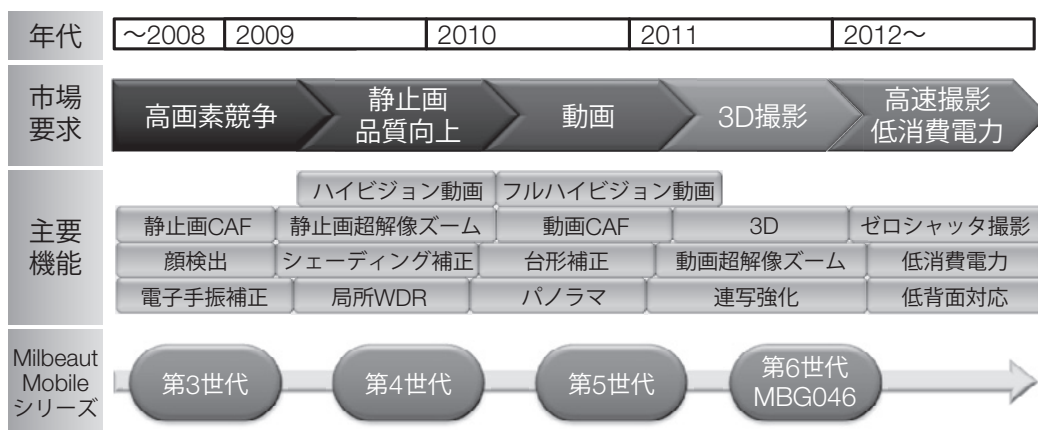 年代
～2008
2009
2010
2011
2012～
市場
要求
高画素競争
静止画
品質向上
動画
3D撮影
高速撮影
低消費電力
主要
機能
ハイビジョン動画
フルハイビジョン動画
静止画CAF
静止画超解像ズーム
動画CAF
3D
ゼロシャッタ撮影
顔検出
シェーディング補正
台形補正
動画超解像ズーム
低消費電力
電子手振補正
局所WDR
パノラマ
連写強化
低背面対応
Milbeaut
Mobile
シリーズ
第3世代
第4世代
第5世代
第6世代
MBG046